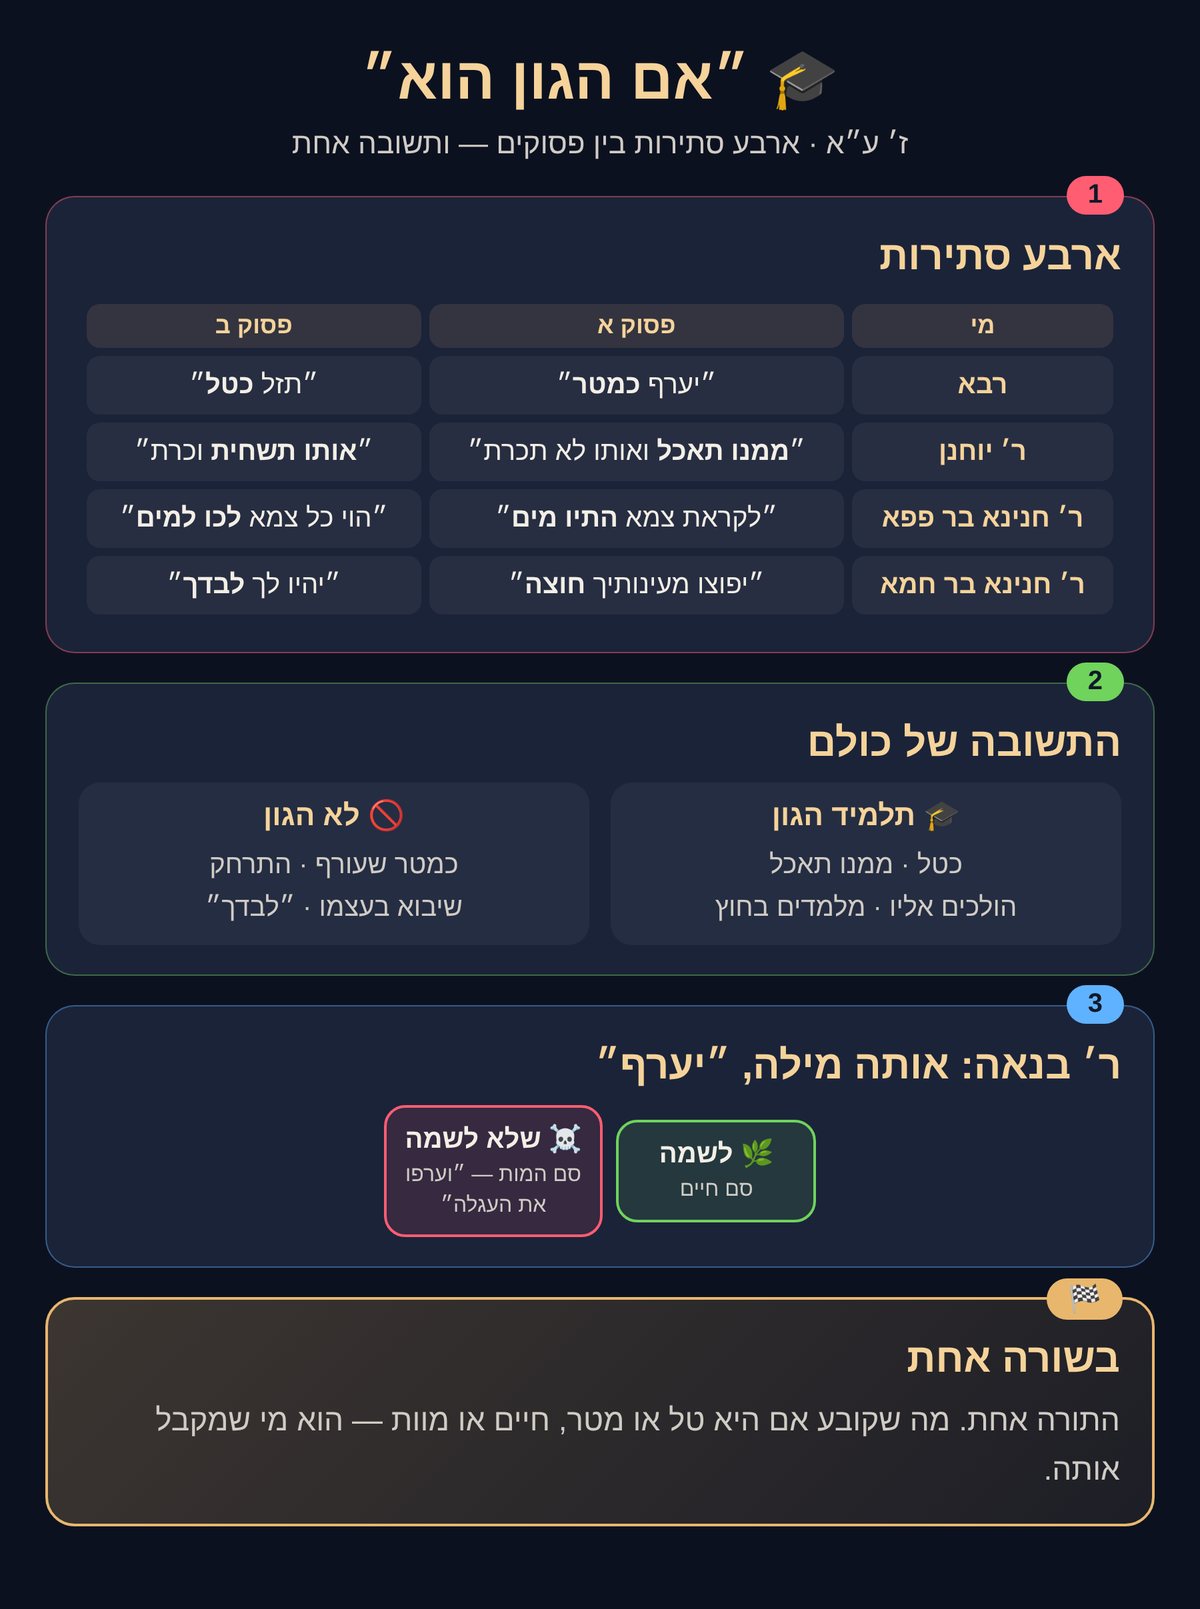 🎓 ״אם הגון הוא״
ז׳ ע״א · ארבע סתירות בין פסוקים — ותשובה אחת
1
ארבע סתירות
מי פסוק א פסוק ב
רבא ״יערף כמטר״ ״תזל כטל״
ר׳ יוחנן ״ממנו תאכל ואותו לא תכרת״ ״אותו תשחית וכרת״
ר׳ חנינא בר פפא ״לקראת צמא התיו מים״ ״הוי כל צמא לכו למים״
ר׳ חנינא בר חמא ״יפוצו מעינותיך חוצה״ ״יהיו לך לבדך״
2
התשובה של כולם
🎓 תלמיד הגון
כטל · ממנו תאכל
הולכים אליו · מלמדים בחוץ
🚫 לא הגון
כמטר שעורף · התרחק
שיבוא בעצמו · ״לבדך״
3
ר׳ בנאה: אותה מילה, ״יערף״
🌿 לשמה
סם חיים
☠️ שלא לשמה
סם המות — ״וערפו
את העגלה״
🏁
בשורה אחת
התורה אחת. מה שקובע אם היא טל או מטר, חיים או מוות — הוא מי שמקבל
אותה.